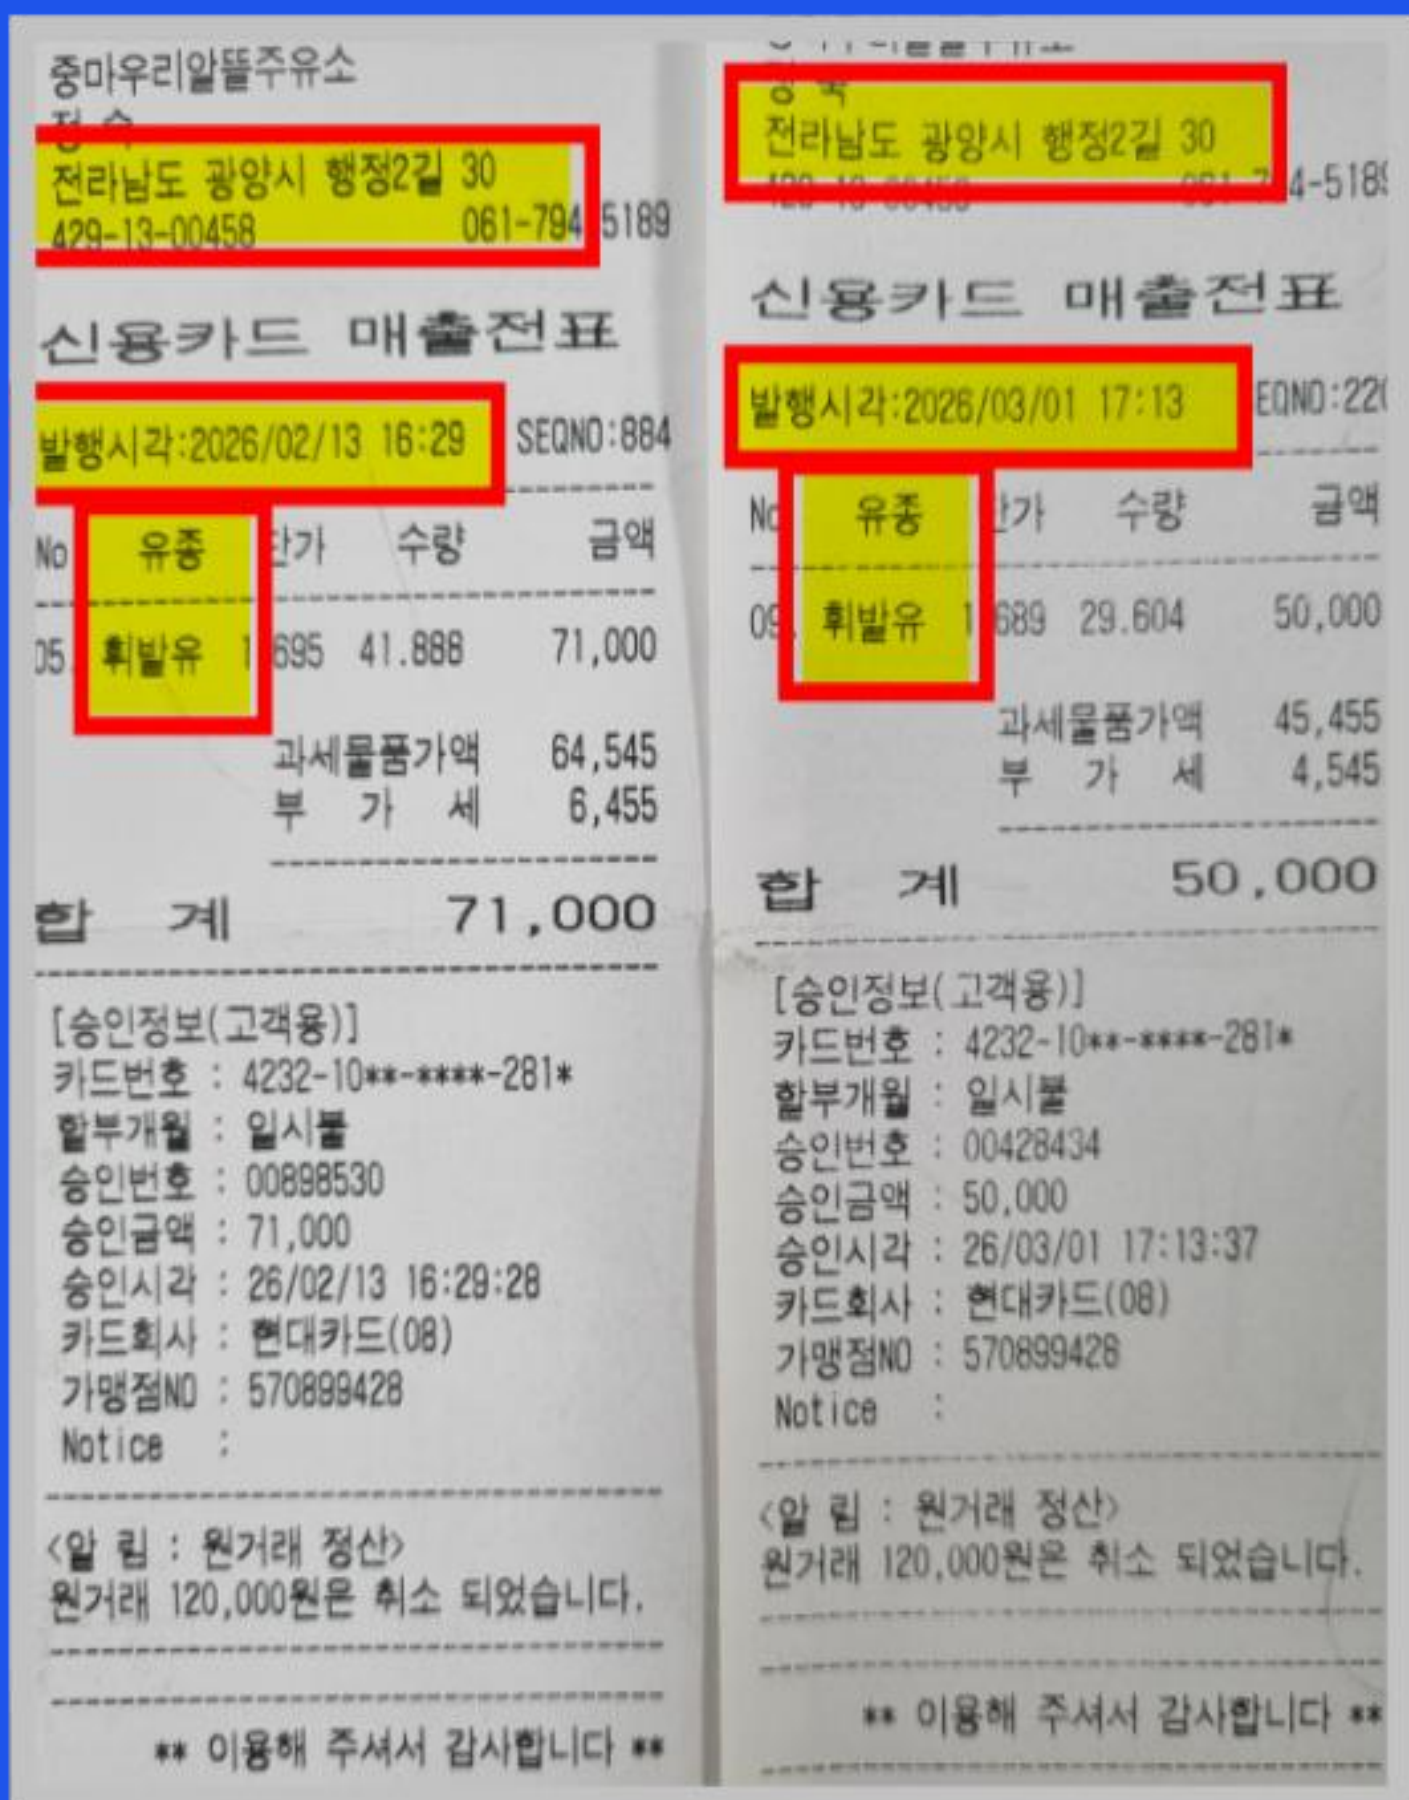 중마우리알뜰주유소
전라남도 광양시 행정2길 30
429-13-00458 061-794 5189
신용카드 매출전표
발행시각:2026/02/13 16:29 SEQNO:884
No 유종 단가 수량 금액
05. 휘발유 1 695 41.888 71,000
과세물품가액 64,545
부 가 세 6,455
합 계 71,000
[승인정보(고객용)]
카드번호 : 4232-10**-****-281*
할부개월 : 일시불
승인번호 : 00898530
승인금액 : 71,000
승인시각 : 26/02/13 16:29:28
카드회사 : 현대카드(08)
가맹점NO : 570899428
Notice :
<알 림 : 원거래 정산>
원거래 120,000원은 취소 되었습니다.
** 이용해 주셔서 감사합니다 **
전라남도 광양시 행정2길 30
신용카드 매출전표
발행시각:2026/03/01 17:13 EQNO:220
No 유종 단가 수량 금액
09. 휘발유 1 689 29.604 50,000
과세물품가액 45,455
부 가 세 4,545
합 계 50,000
[승인정보(고객용)]
카드번호 : 4232-10**-****-281*
할부개월 : 일시불
승인번호 : 00428434
승인금액 : 50,000
승인시각 : 26/03/01 17:13:37
카드회사 : 현대카드(08)
가맹점NO : 570899428
Notice :
<알 림 : 원거래 정산>
원거래 120,000원은 취소 되었습니다.
** 이용해 주셔서 감사합니다 **